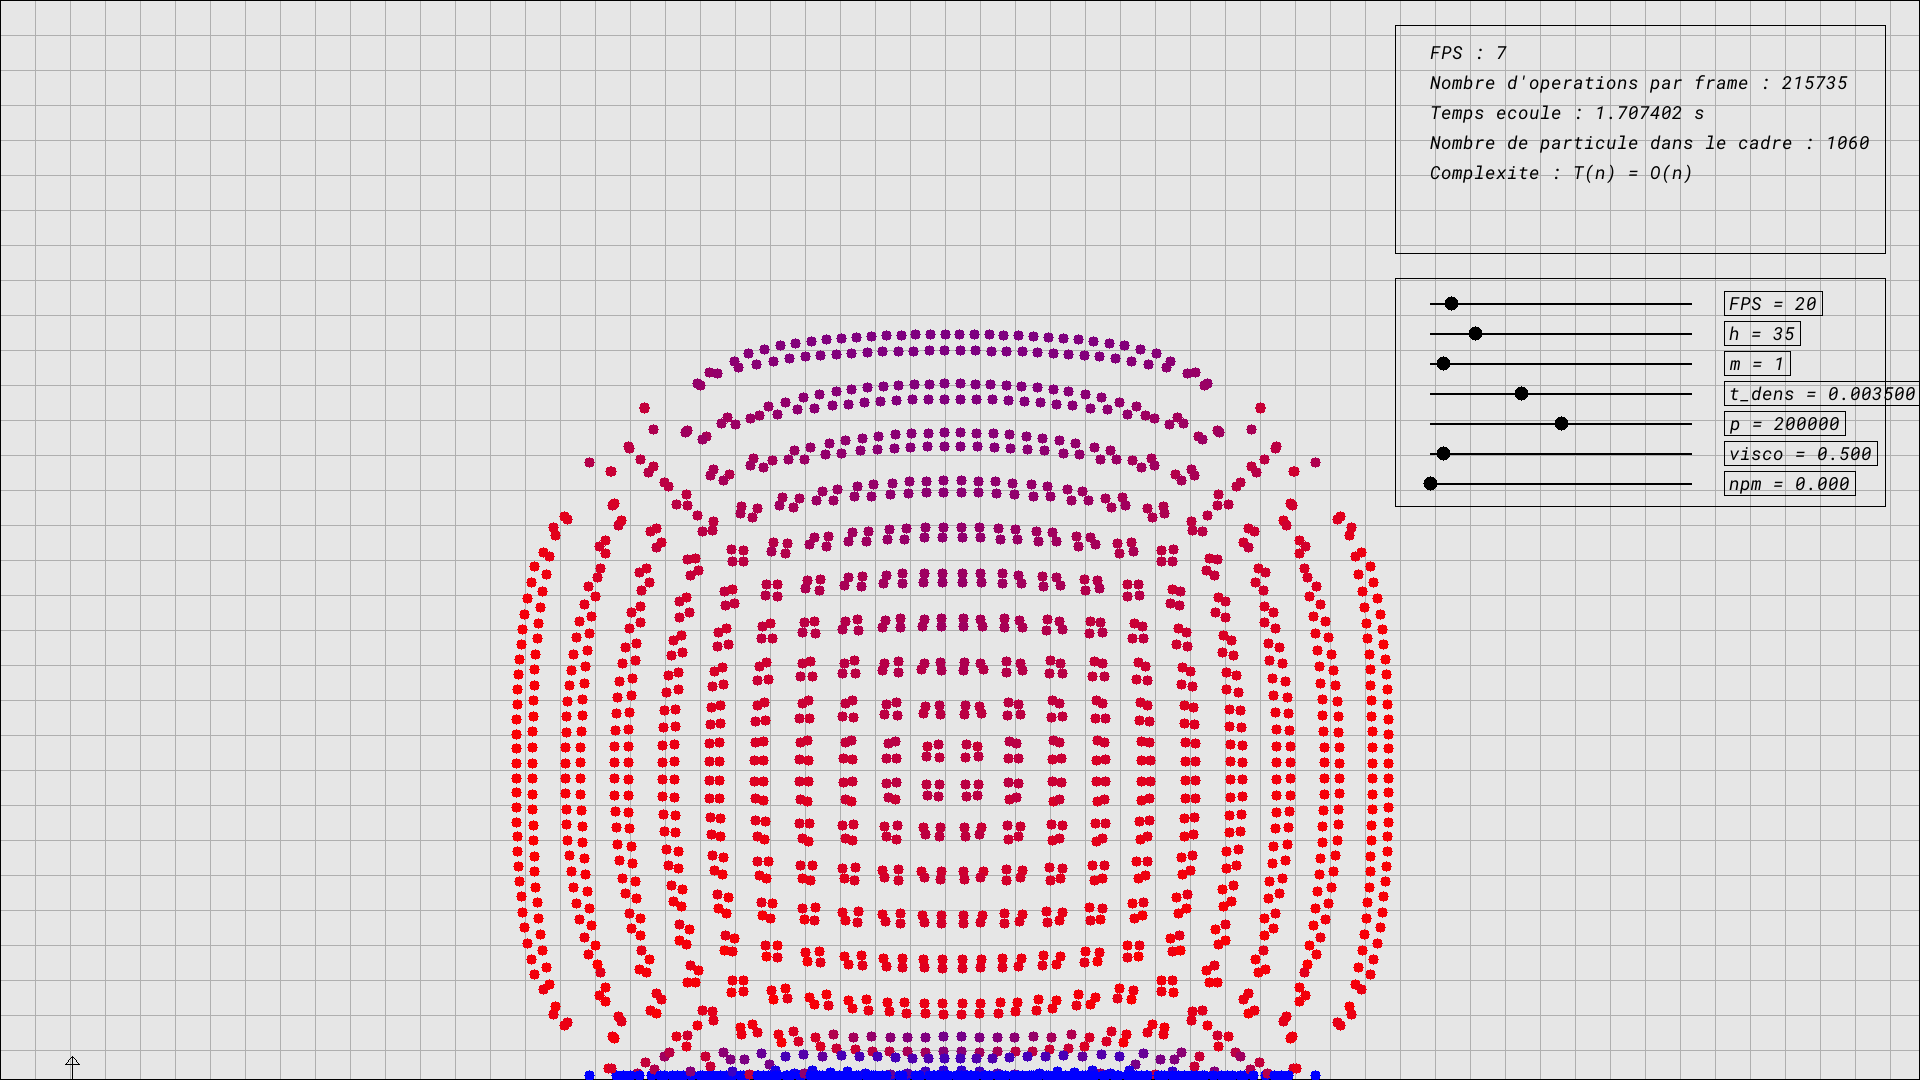 FPS : 7
Nombre d'operations par frame : 215735
Temps ecoule : 1.707402 s
Nombre de particule dans le cadre : 1060
Complexite : T(n) = O(n)
FPS = 20
h = 35
m = 1
t_dens = 0.003500
p = 200000
visco = 0.500
npm = 0.000